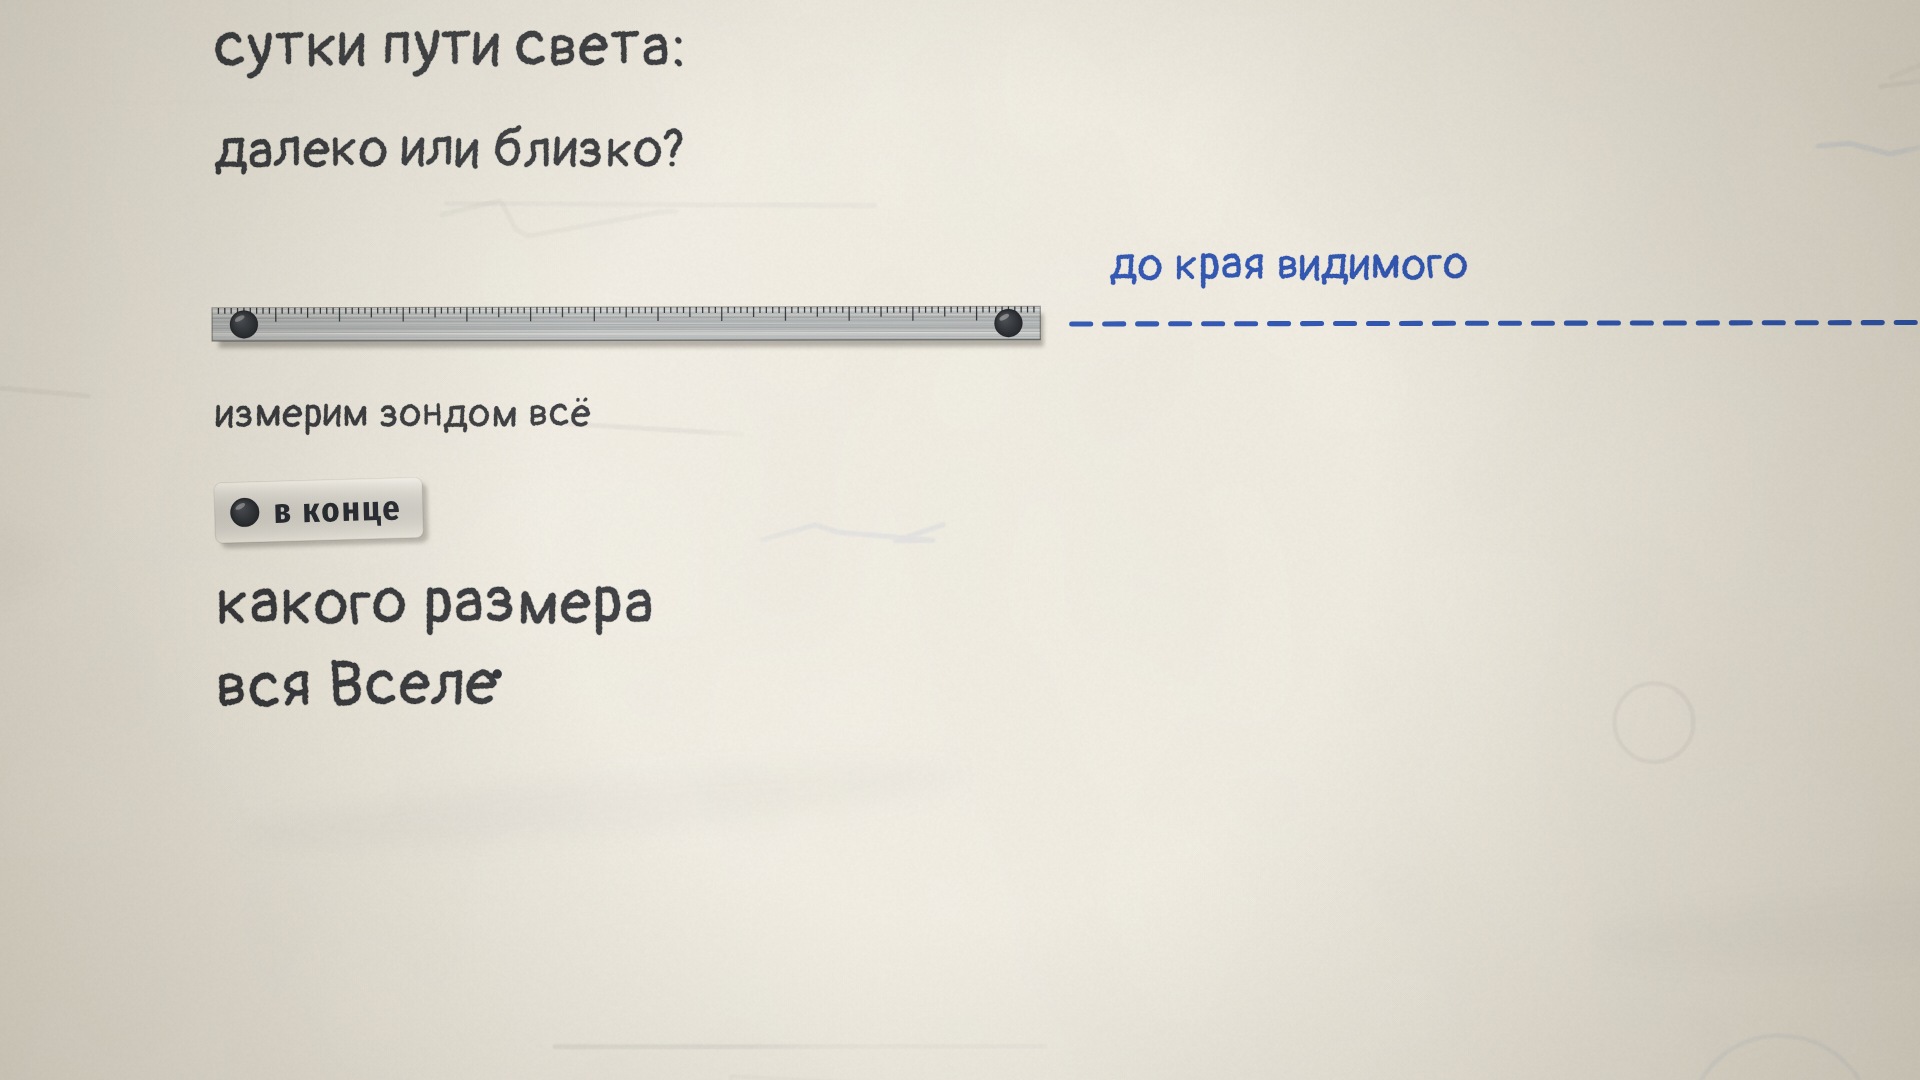 сутки пути света:
далеко или близко?
до края видимого
измерим зондом всё
в конце
какого размера
вся Вселе